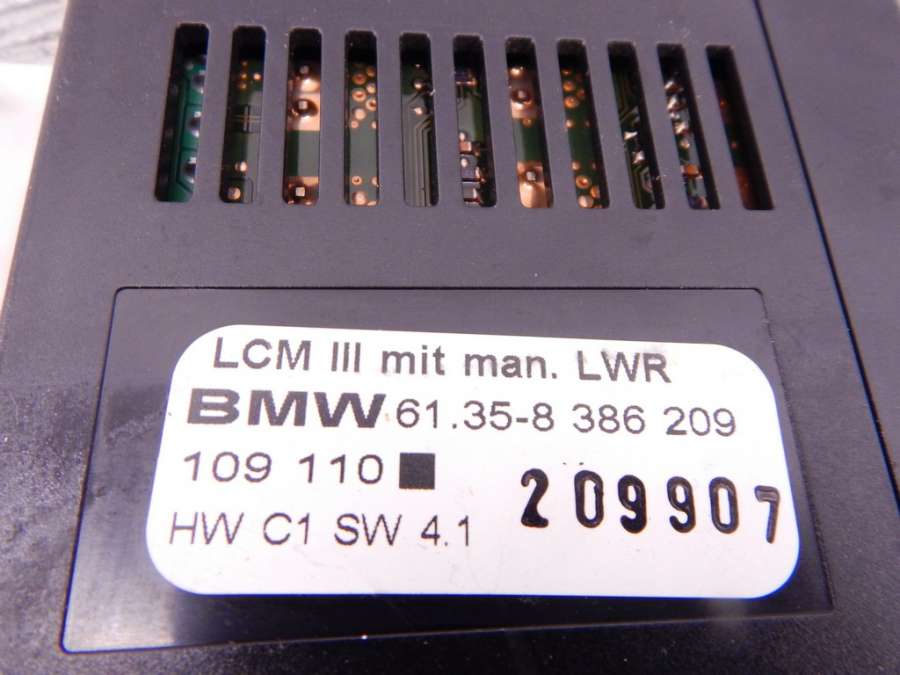 LCM III mit man. LWR
BMW 61.35-8 386 209
109 110■
209907
HW C1 SW 4.1